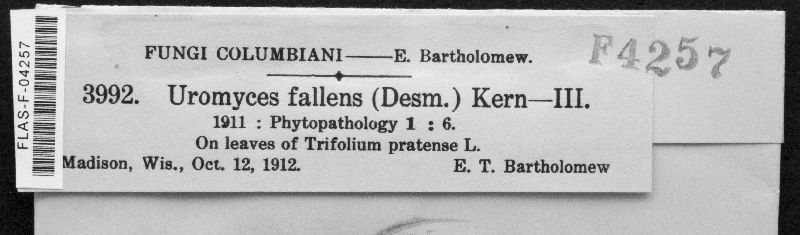 FLAS-F-04257
F4257
FUNGI COLUMBIANI——E. Bartholomew.
3992. Uromyces fallens (Desm.) Kern—III.
1911 : Phytopathology 1 : 6.
On leaves of Trifolium pratense L.
Madison, Wis., Oct. 12, 1912. E. T. Bartholomew